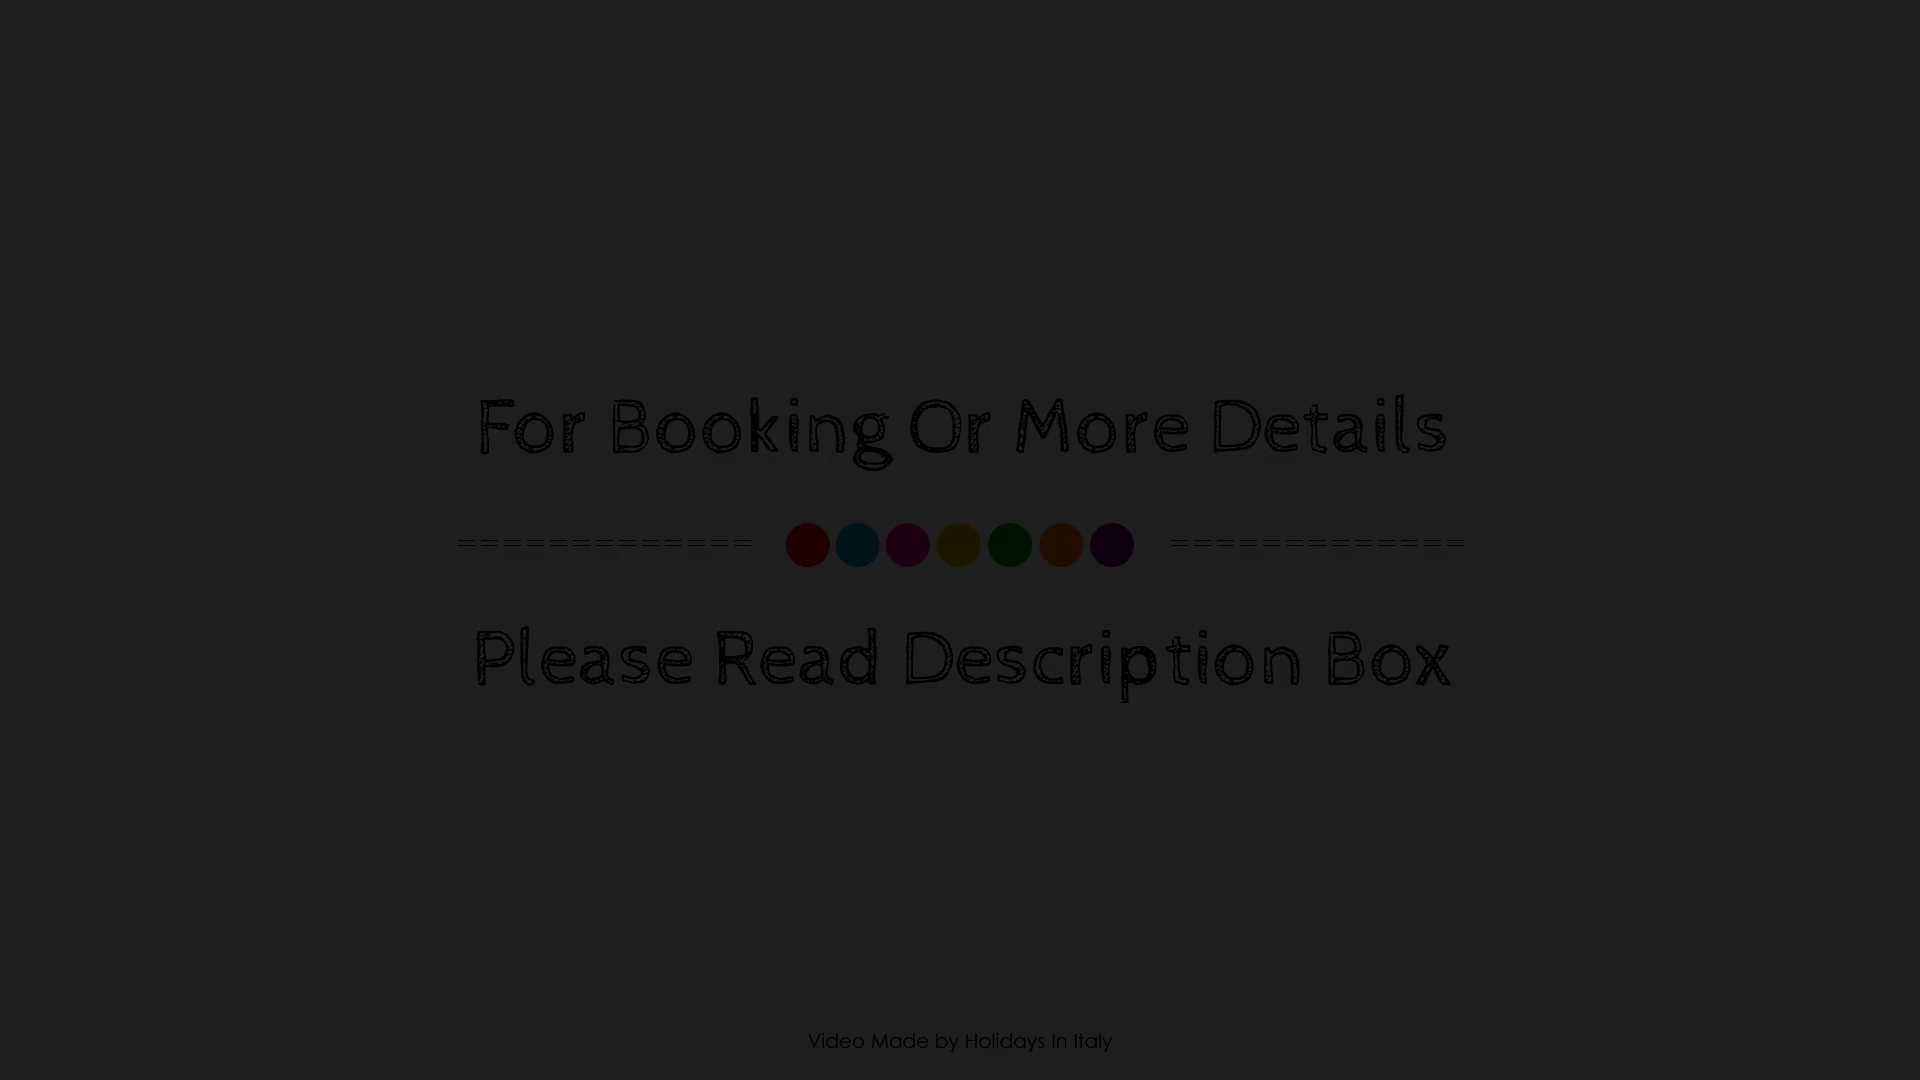 For Booking Or More Details
============= =============
Please Read Description Box
Video Made by Holidays In Italy